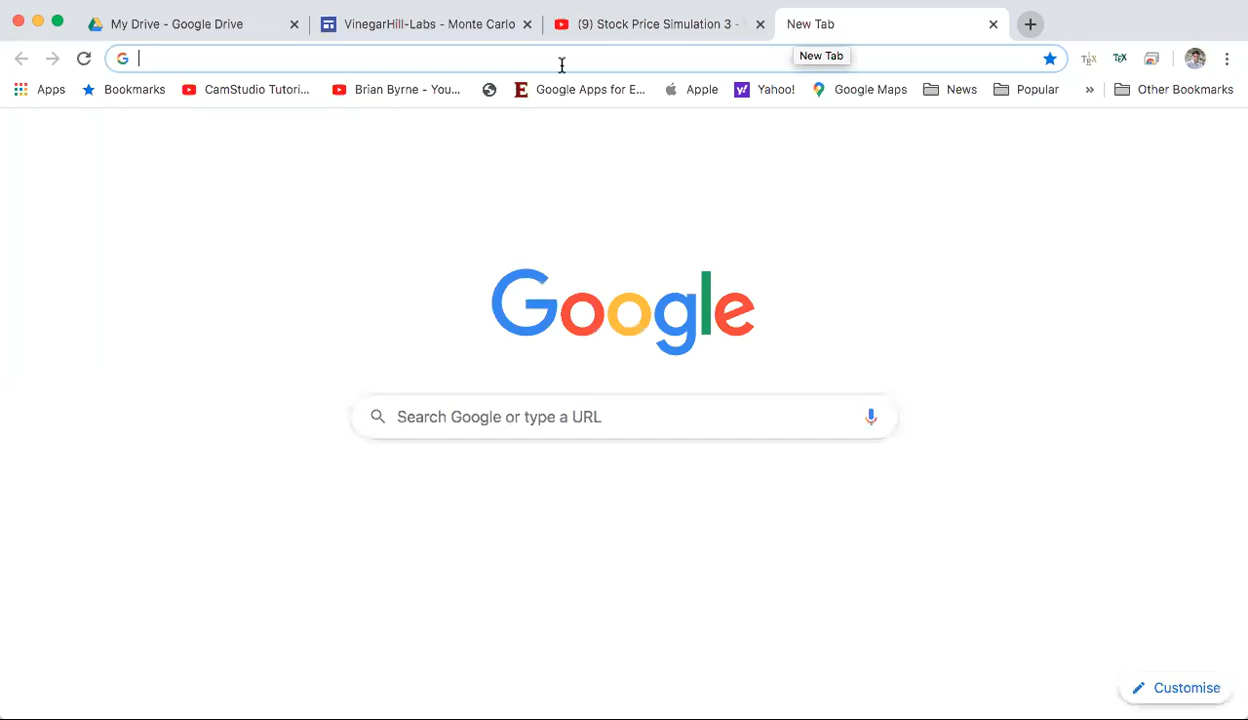 My Drive - Google Drive
VinegarHill-Labs - Monte Carlo
(9) Stock Price Simulation 3 -
New Tab
New Tab
Apps
Bookmarks
CamStudio Tutori...
Brian Byrne - You...
Google Apps for E...
Apple
Yahoo!
Google Maps
News
Popular
»
Other Bookmarks
Google
Search Google or type a URL
Customise